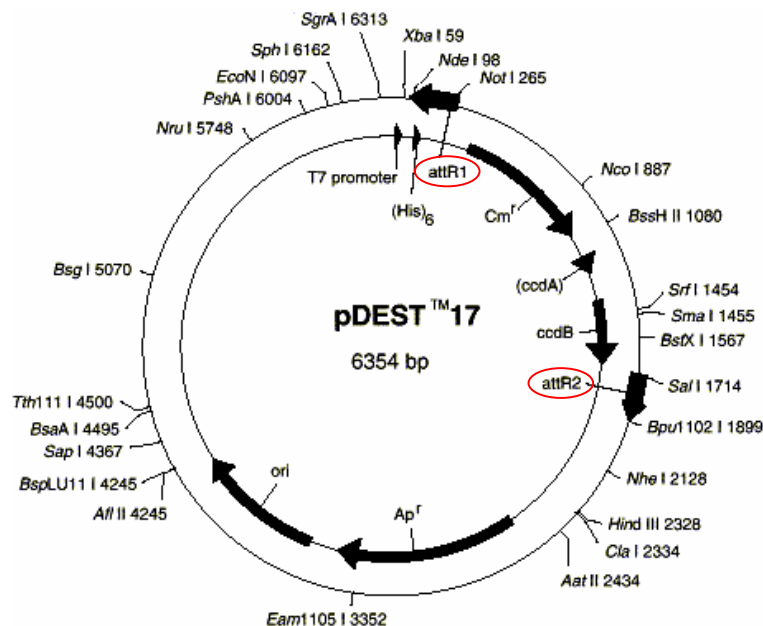 SgrA I 6313
Xba I 59
Sph I 6162
Nde I 98
EcoN I 6097
Not I 265
PshA I 6004
Nru I 5748
attR1
T7 promoter
Nco I 887
(His)6
Cmr
BssH II 1080
Bsg I 5070
(ccdA)
Srf I 1454
pDEST™17
Sma I 1455
ccdB
BstX I 1567
6354 bp
attR2
Sal I 1714
Tth111 I 4500
Bpu1102 I 1899
BsaA I 4495
Sap I 4367
ori
Nhe I 2128
BspLU11 I 4245
Afl II 4245
Apr
Hind III 2328
Cla I 2334
Aat II 2434
Eam1105 I 3352